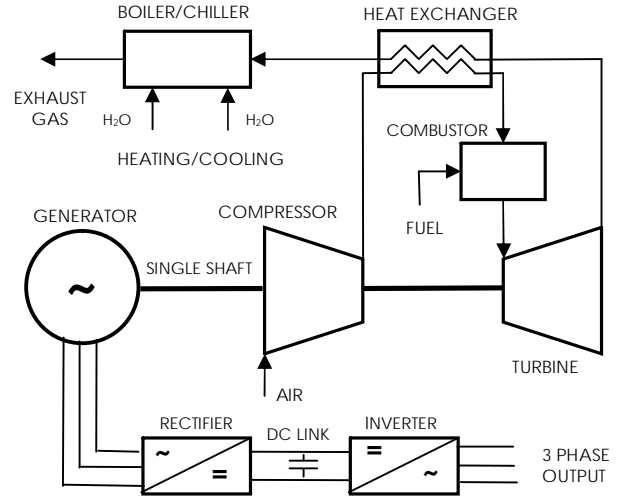 BOILER/CHILLER
HEAT EXCHANGER
EXHAUST
GAS
H2O
H2O
HEATING/COOLING
COMBUSTOR
FUEL
GENERATOR
COMPRESSOR
SINGLE SHAFT
~
TURBINE
AIR
RECTIFIER
DC LINK
INVERTER
~
=
=
~
3 PHASE
OUTPUT